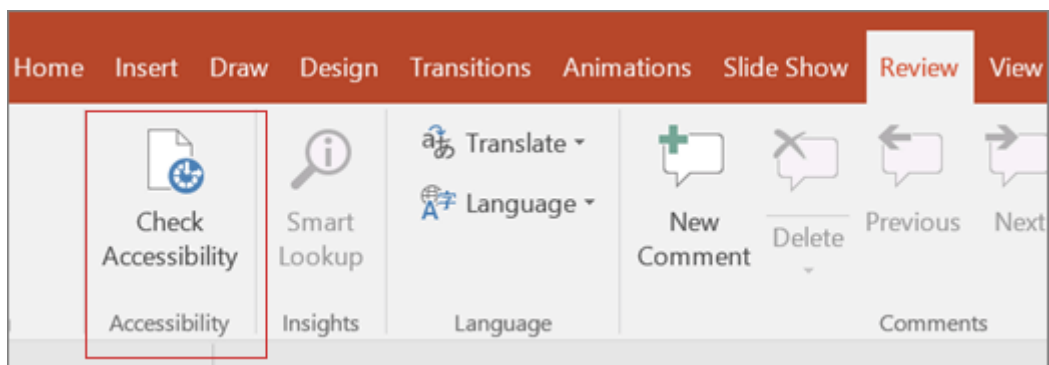 Home Insert Draw Design Transitions Animations Slide Show Review View
Check
Accessibility
Accessibility
Smart
Lookup
Insights
Translate
Language
Language
New
Comment
Delete
Previous
Next
Comments